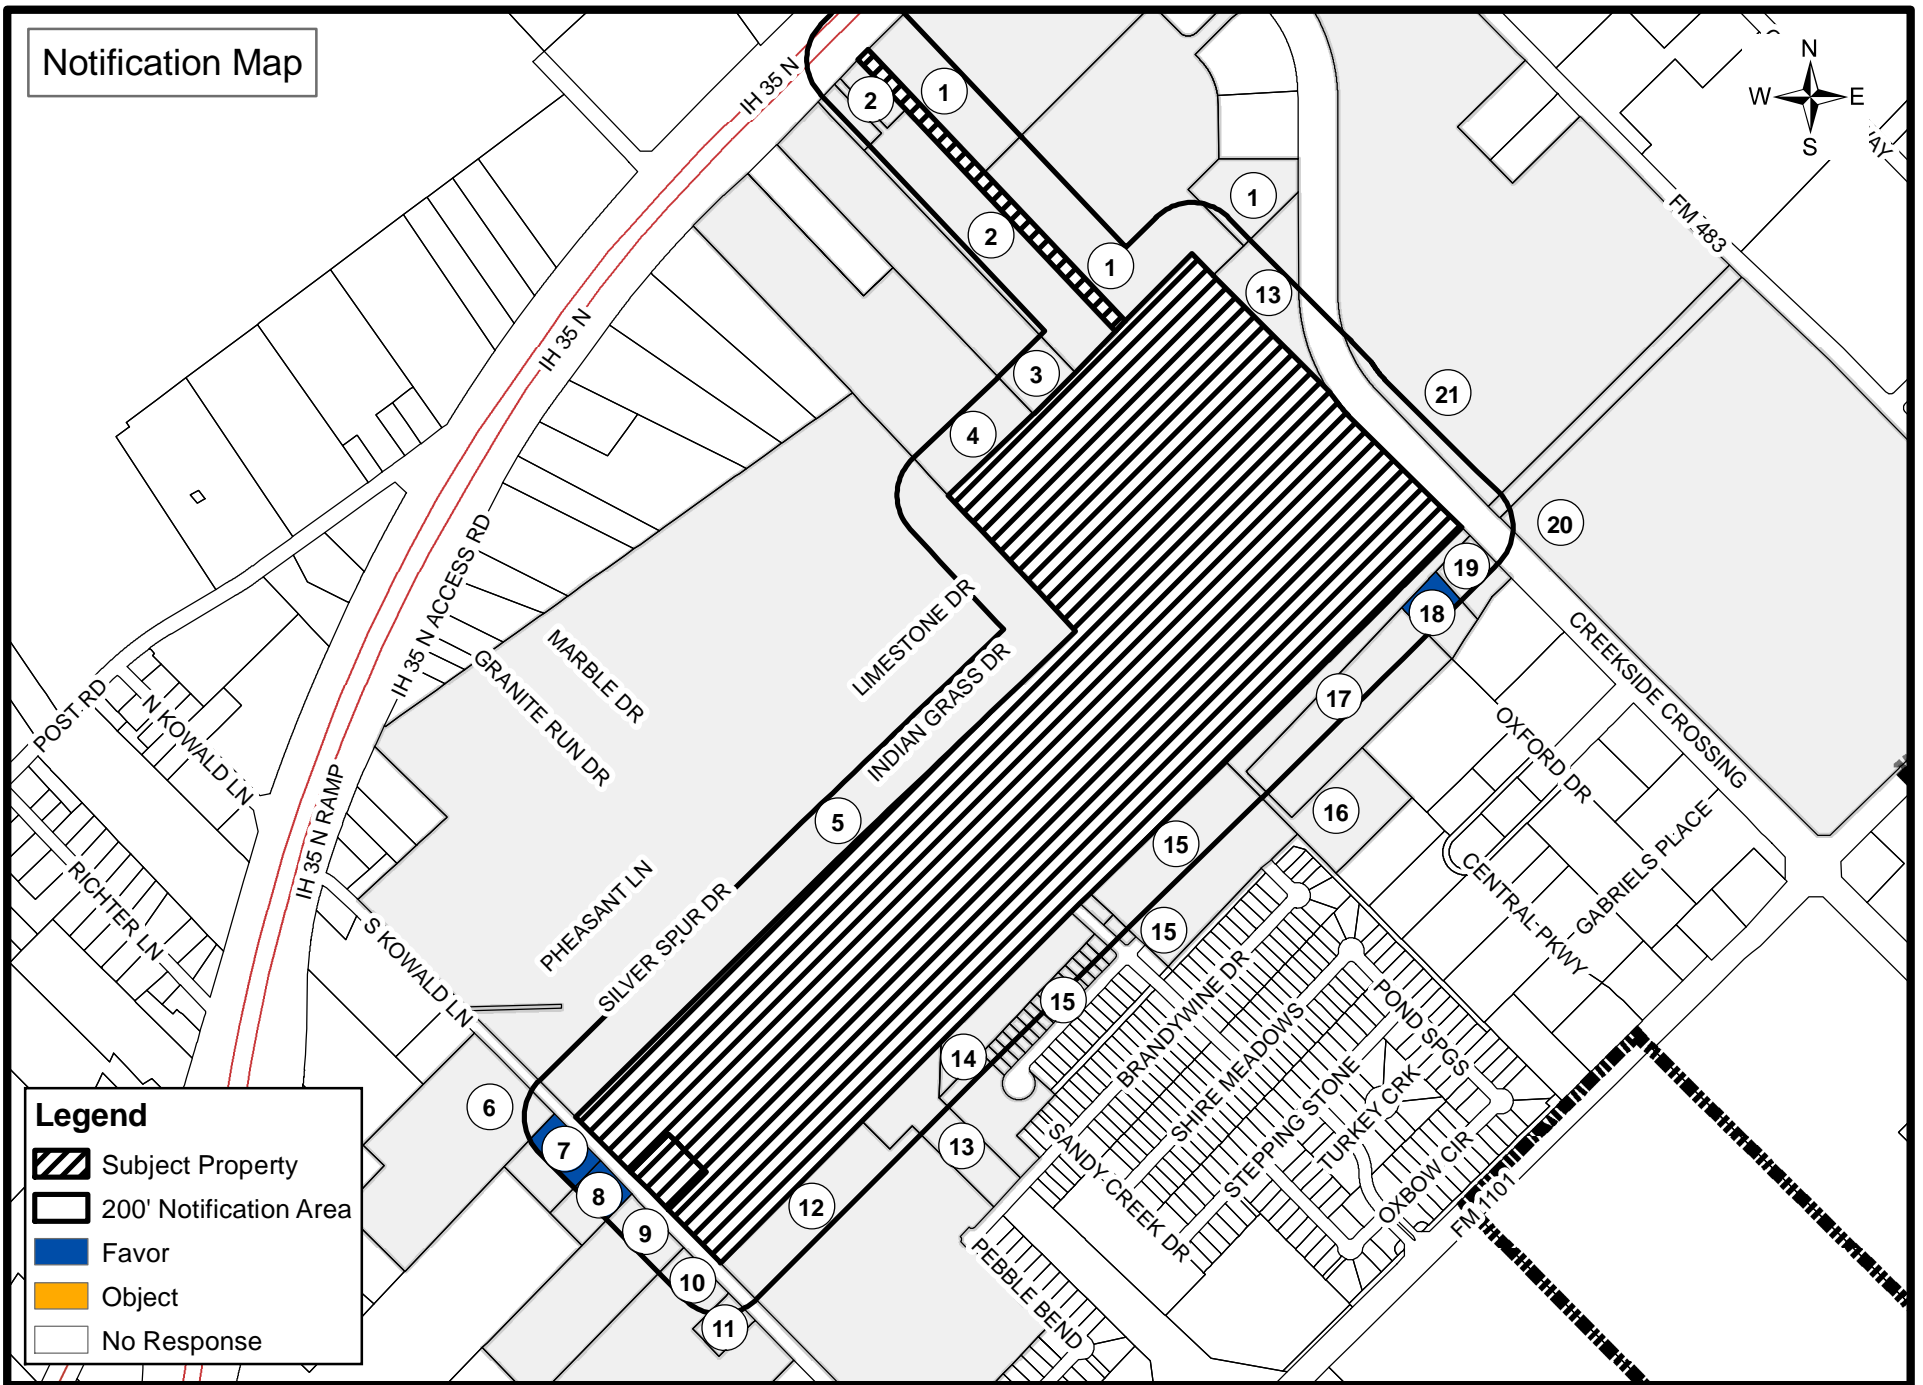 Notification Map
N
W E
S
IH 35 N
FM 483
IH 35 N
IH 35 N ACCESS RD
POST RD
N KOWALD LN
RICHTER LN
IH 35 N RAMP
S KOWALD LN
MARBLE DR
GRANITE RUN DR
LIMESTONE DR
INDIAN GRASS DR
PHEASANT LN
SILVER SPUR DR
CREEKSIDE CROSSING
OXFORD DR
GABRIELS PLACE
CENTRAL PKWY
BRANDYWINE DR
SHIRE MEADOWS
POND SPGS
STEPPING STONE
TURKEY CRK
SANDY CREEK DR
OXBOW CIR
FM 1101
PEBBLE BEND
1
2
1
2
1
13
3
4
21
20
19
18
17
16
5
15
15
15
14
13
12
6
7
8
9
10
11
Legend
Subject Property
200' Notification Area
Favor
Object
No Response